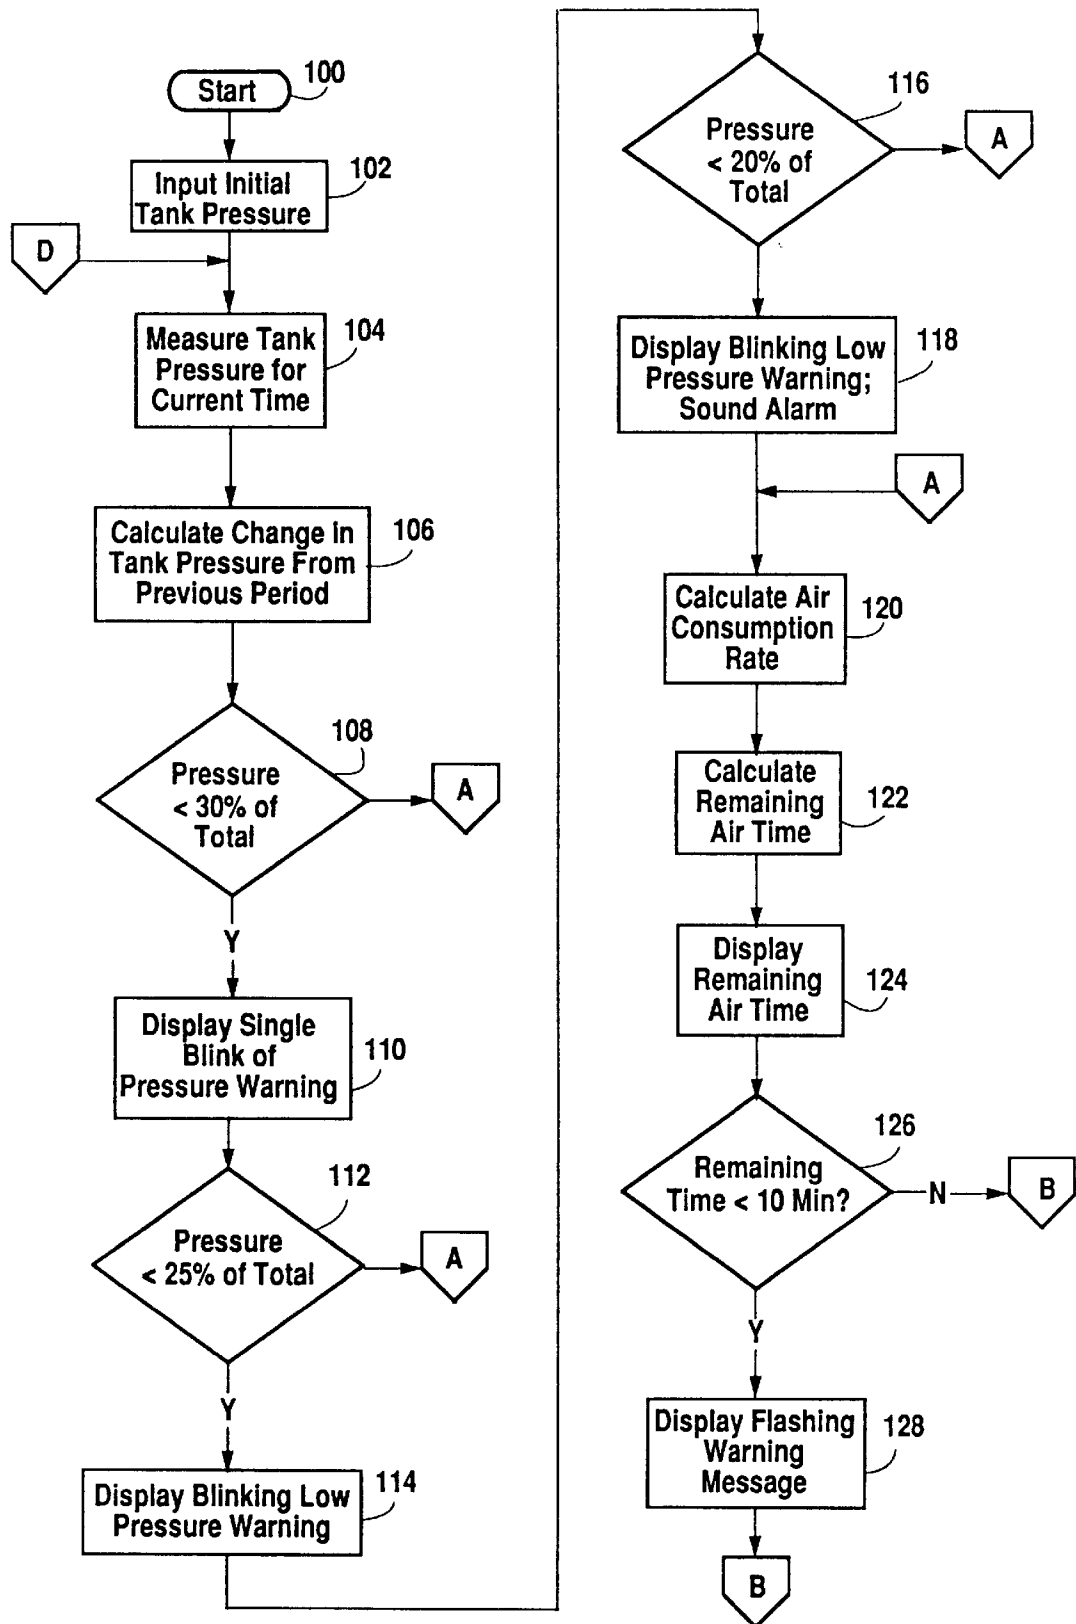 Start
100
Input Initial
Tank Pressure
102
D
Measure Tank
Pressure for
Current Time
104
Calculate Change in
Tank Pressure From
Previous Period
106
Pressure
< 30% of
Total
108
A
Y
Display Single
Blink of
Pressure Warning
110
Pressure
< 25% of Total
112
A
Y
Display Blinking Low
Pressure Warning
114
Pressure
< 20% of
Total
116
A
Display Blinking Low
Pressure Warning;
Sound Alarm
118
A
Calculate Air
Consumption
Rate
120
Calculate
Remaining
Air Time
122
Display
Remaining
Air Time
124
Remaining
Time < 10 Min?
126
N
B
Y
Display Flashing
Warning
Message
128
B